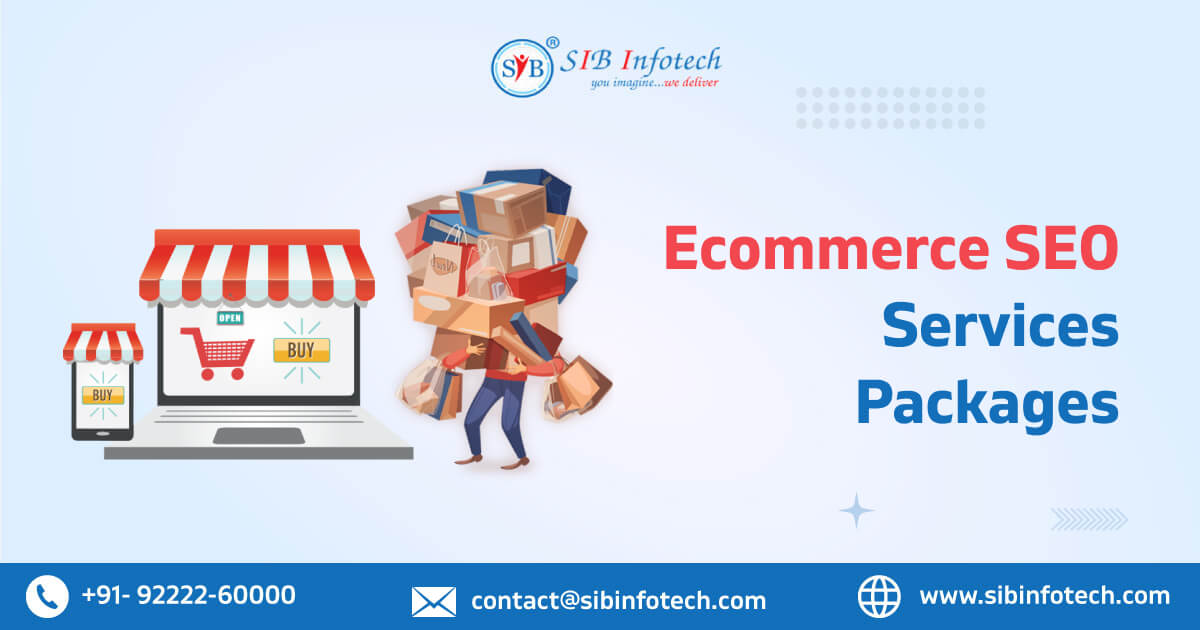 SIB
®
SIB Infotech
you imagine...we deliver
Ecommerce SEO
Services
Packages
OPEN
BUY
BUY
+91- 92222-60000
contact@sibinfotech.com
www.sibinfotech.com